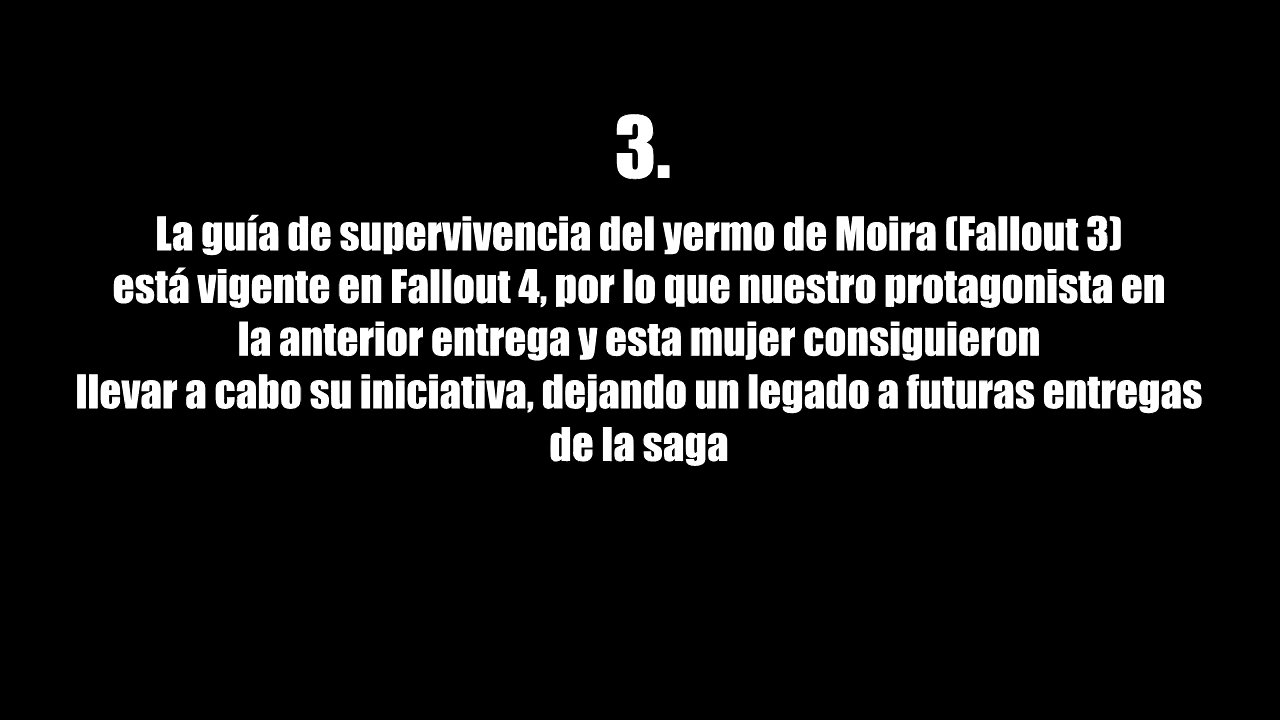 3.
La guía de supervivencia del yermo de Moira (Fallout 3)
está vigente en Fallout 4, por lo que nuestro protagonista en
la anterior entrega y esta mujer consiguieron
llevar a cabo su iniciativa, dejando un legado a futuras entregas
de la saga